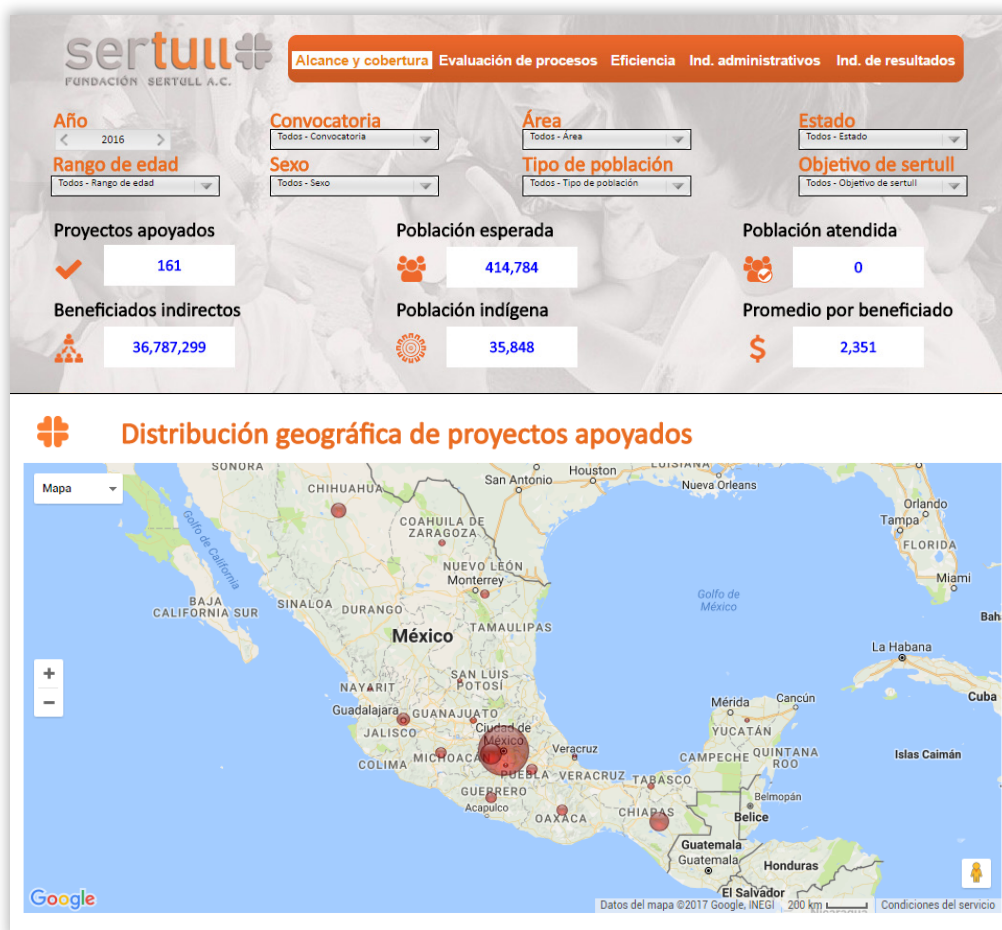 sertull
FUNDACIÓN SERTULL A.C.
Alcance y cobertura Evaluación de procesos Eficiencia Ind. administrativos Ind. de resultados
Año Convocatoria Área Estado
2016 Todos - Convocatoria Todos - Área Todos - Estado
Rango de edad Sexo Tipo de población Objetivo de sertull
Todos - Rango de edad Todos - Sexo Todos - Tipo de población Todos - Objetivo de sertull
Proyectos apoyados Población esperada Población atendida
161 414,784 0
Beneficiados indirectos Población indígena Promedio por beneficiado
36,787,299 35,848 $ 2,351
Distribución geográfica de proyectos apoyados
Mapa
SONORA
CHIHUAHUA
San Antonio
Houston
LOUISIANA
Nueva Orleans
Orlando
Tampa
FLORIDA
Miami
Golfo de California
COAHUILA DE
ZARAGOZA
NUEVO LEÓN
Monterrey
BAJA
CALIFORNIA SUR
SINALOA
DURANGO
México
TAMAULIPAS
Golfo de
México
Bah
La Habana
Cuba
+
−
NAYARIT
SAN LUIS
POTOSÍ
Guadalajara
GUANAJUATO
JALISCO
Ciudad de
México
COLIMA
MICHOACA
Veracruz
PUEBLA
VERACRUZ
TABASCO
Mérida
Cancún
YUCATÁN
CAMPECHE
QUINTANA
ROO
Islas Caimán
GUERRERO
Acapulco
OAXACA
CHIAPAS
Belmopán
Belice
Guatemala
Guatemala
Honduras
El Salvador
Nicaragua
Google
Datos del mapa ©2017 Google, INEGI 200 km Condiciones del servicio